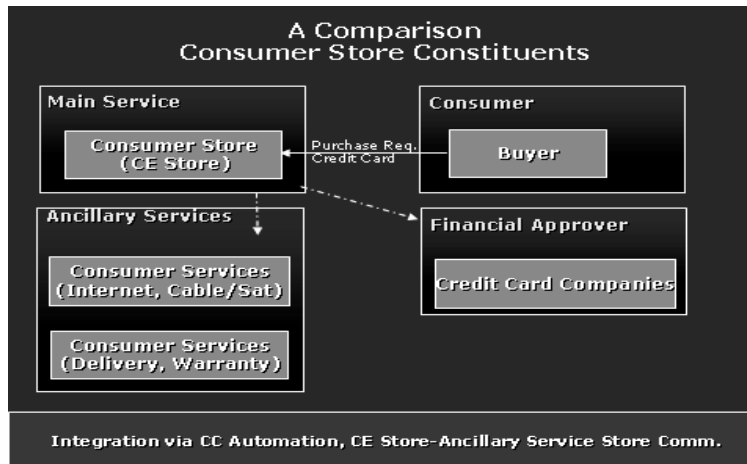 A Comparison
Consumer Store Constituents
Main Service
Consumer Store
(CE Store)
Purchase Req.
Credit Card
Consumer
Buyer
Ancillary Services
Consumer Services
(Internet, Cable/Sat)
Consumer Services
(Delivery, Warranty)
Financial Approver
Credit Card Companies
Integration via CC Automation, CE Store-Ancillary Service Store Comm.